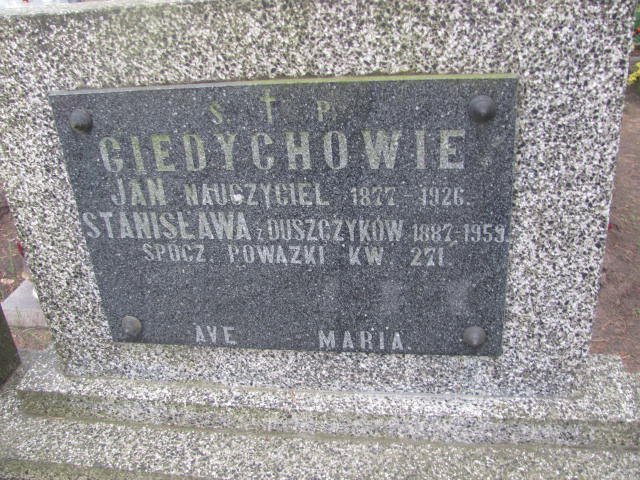 Ś † P
GIEDYCHOWIE
JAN NAUCZYCIEL 1877 - 1926.
STANISŁAWA z DUSZCZYKÓW 1887-1959.
SPOCZ. POWĄZKI KW 271.
AVE MARIA.